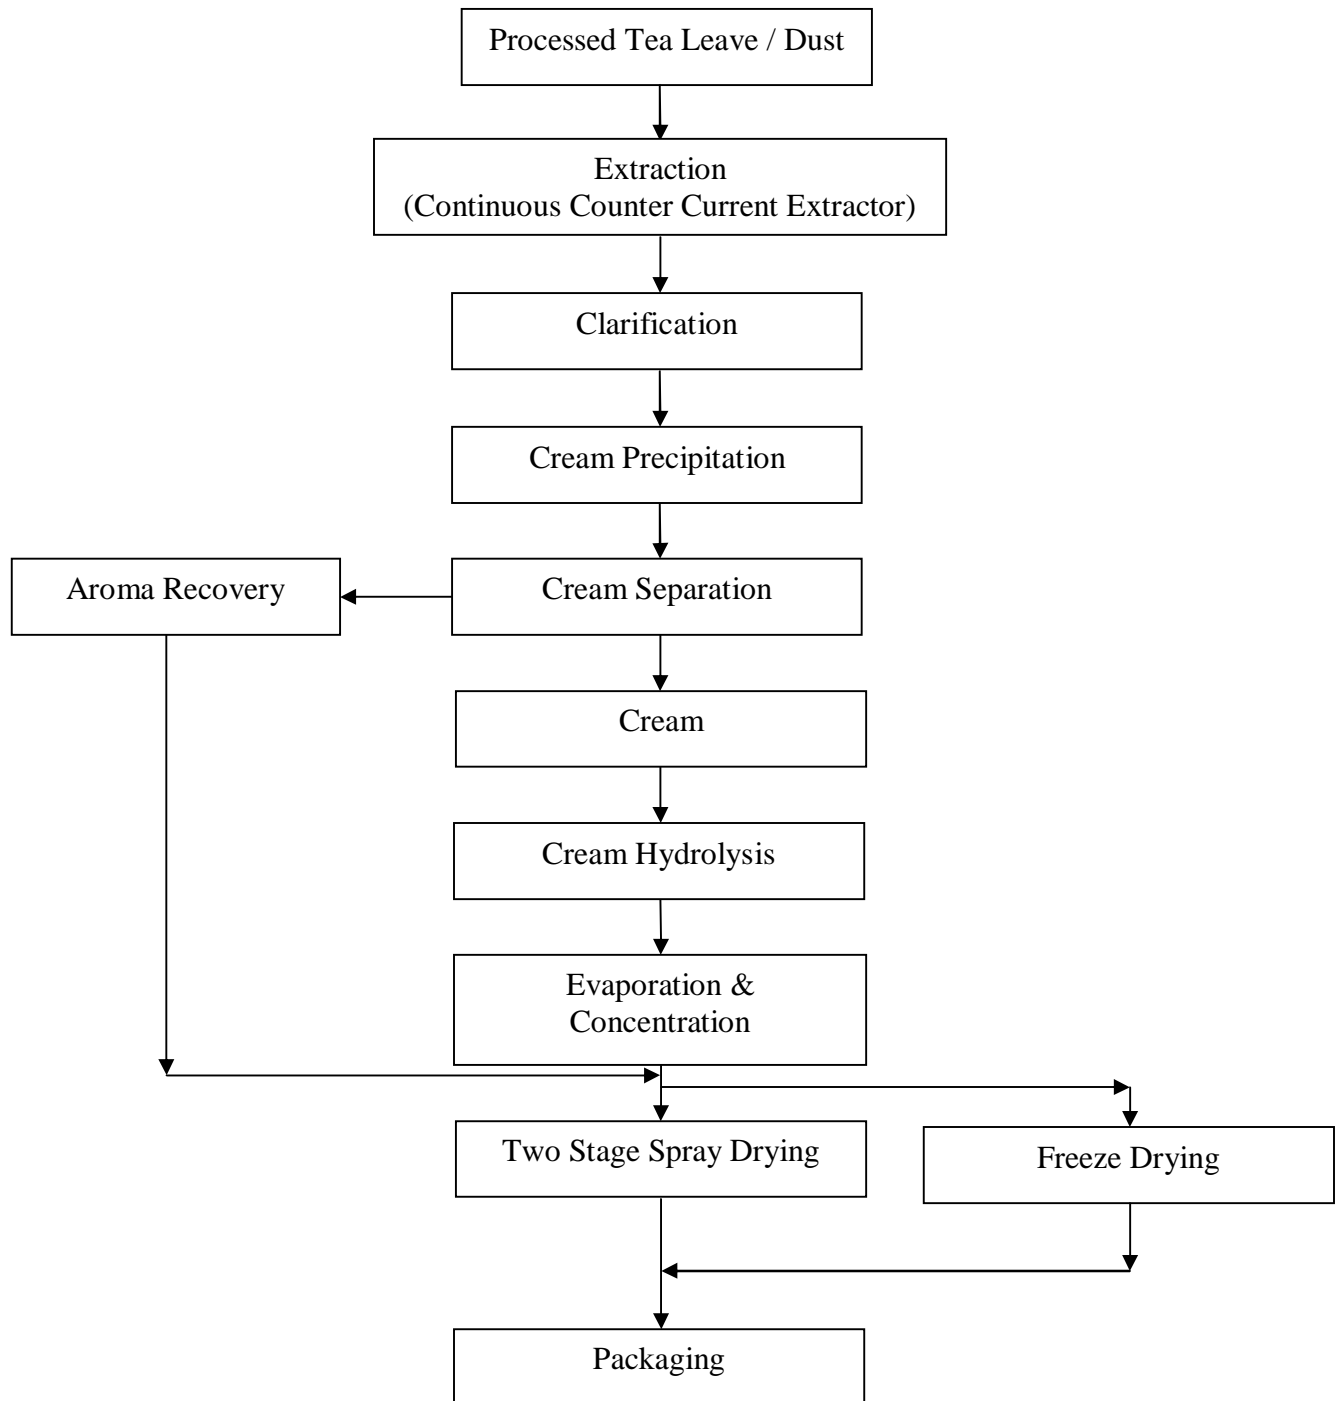 Processed Tea Leave / Dust
Extraction
(Continuous Counter Current Extractor)
Clarification
Cream Precipitation
Aroma Recovery
Cream Separation
Cream
Cream Hydrolysis
Evaporation &
Concentration
Two Stage Spray Drying
Freeze Drying
Packaging